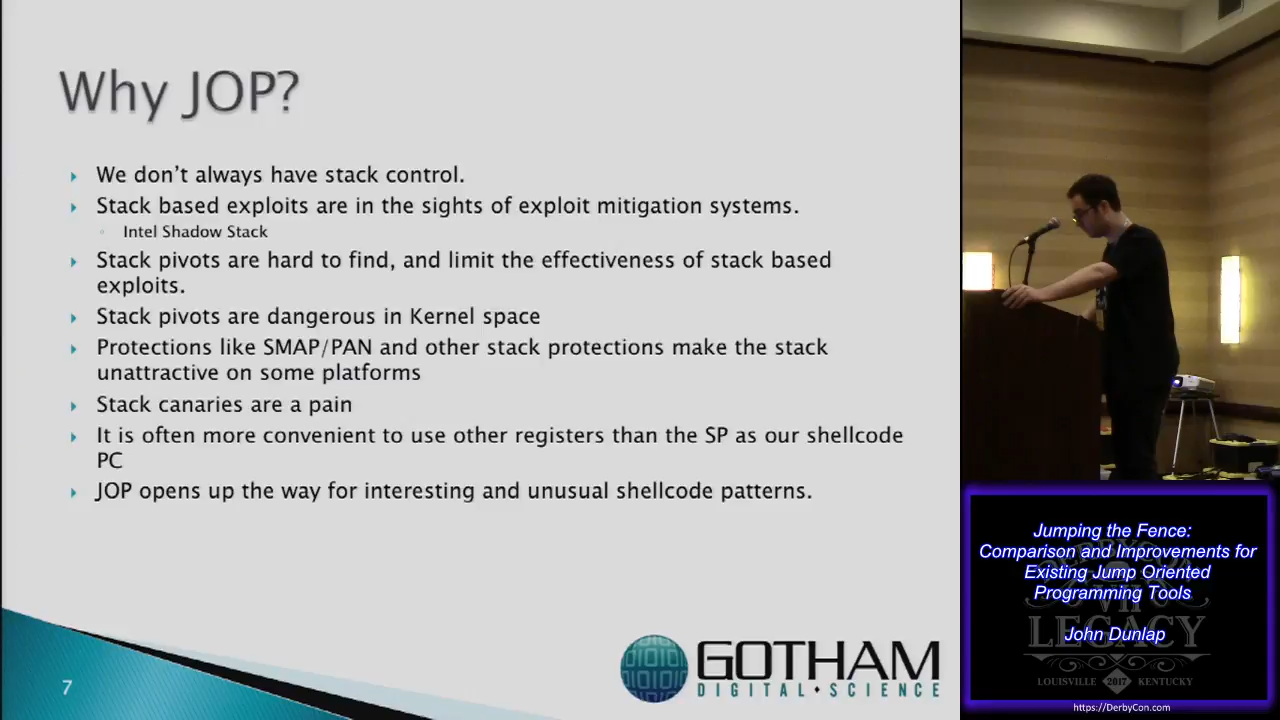 Why JOP?
We don't always have stack control.
Stack based exploits are in the sights of exploit mitigation systems.
Intel Shadow Stack
Stack pivots are hard to find, and limit the effectiveness of stack based
exploits.
Stack pivots are dangerous in Kernel space
Protections like SMAP/PAN and other stack protections make the stack
unattractive on some platforms
Stack canaries are a pain
It is often more convenient to use other registers than the SP as our shellcode
PC
JOP opens up the way for interesting and unusual shellcode patterns.
7
GOTHAM
DIGITAL SCIENCE
Jumping the Fence:
Comparison and Improvements for
Existing Jump Oriented
Programming Tools
John Dunlap
DERBYCON
VII
LEGACY
LOUISVILLE 2017 KENTUCKY
https://DerbyCon.com